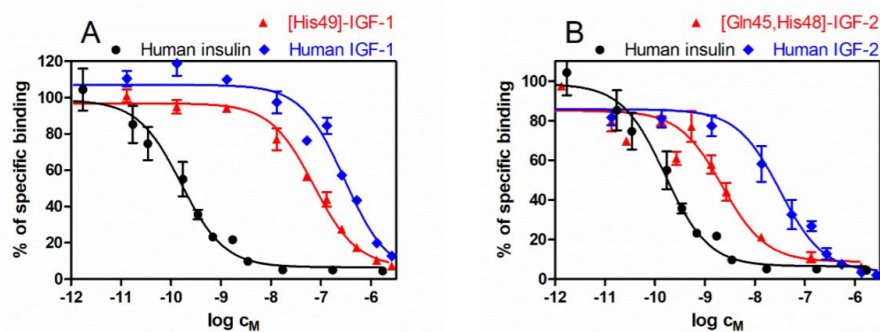 A
[His49]-IGF-1
Human insulin
Human IGF-1
% of specific binding
120
100
80
60
40
20
0
-12
-11
-10
-9
-8
-7
-6
log cM
B
[Gln45,His48]-IGF-2
Human insulin
Human IGF-2
% of specific binding
100
80
60
40
20
0
-12
-11
-10
-9
-8
-7
-6
log cM